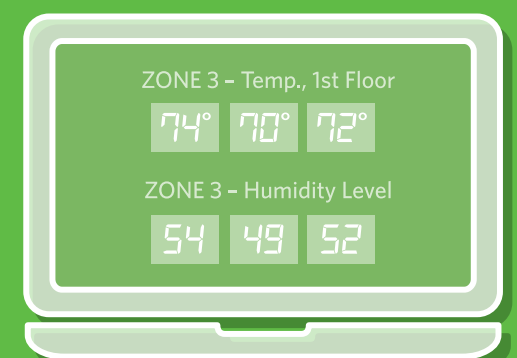 ZONE 3 – Temp., 1st Floor
74° 70° 72°
ZONE 3 – Humidity Level
54 49 52